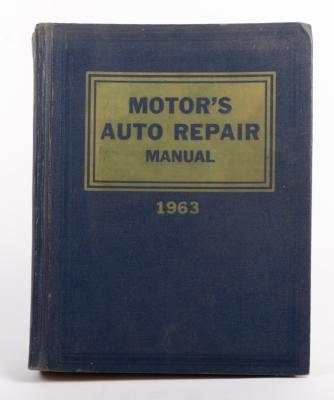 MOTOR'S
AUTO REPAIR
MANUAL
1963